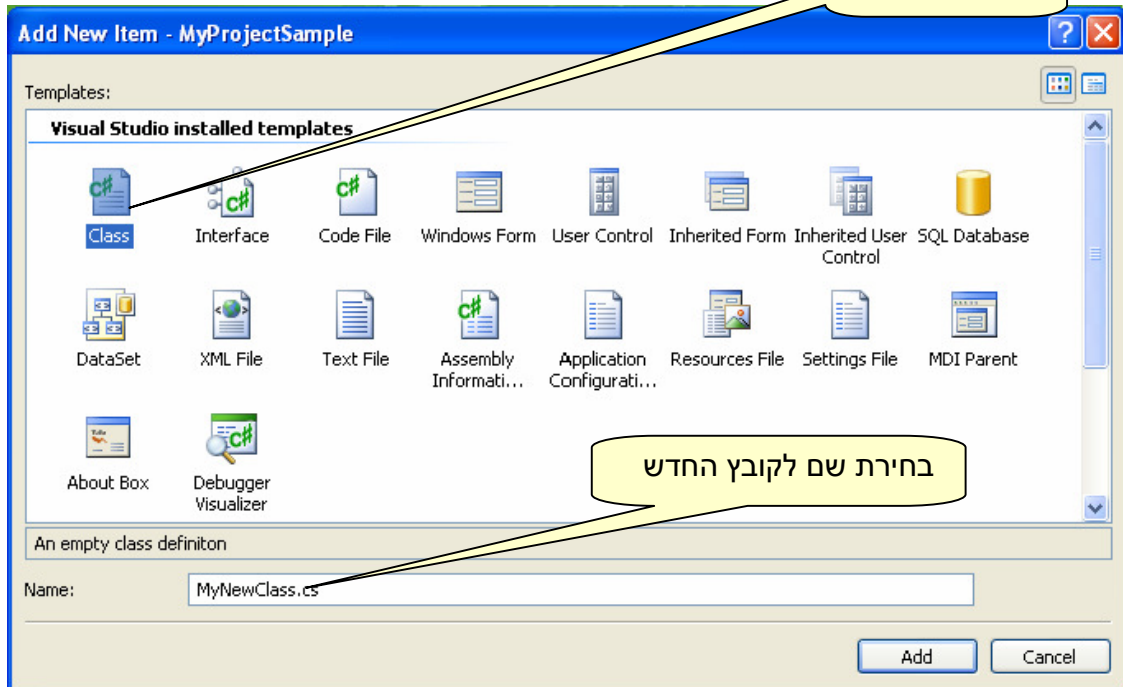 Add New Item - MyProjectSample
Templates:
Visual Studio installed templates
Class
Interface
Code File
Windows Form
User Control
Inherited Form
Inherited User
Control
SQL Database
DataSet
XML File
Text File
Assembly
Informati...
Application
Configurati...
Resources File
Settings File
MDI Parent
About Box
Debugger
Visualizer
בחירת שם לקובץ החדש
An empty class definiton
Name:
MyNewClass.cs
Add
Cancel